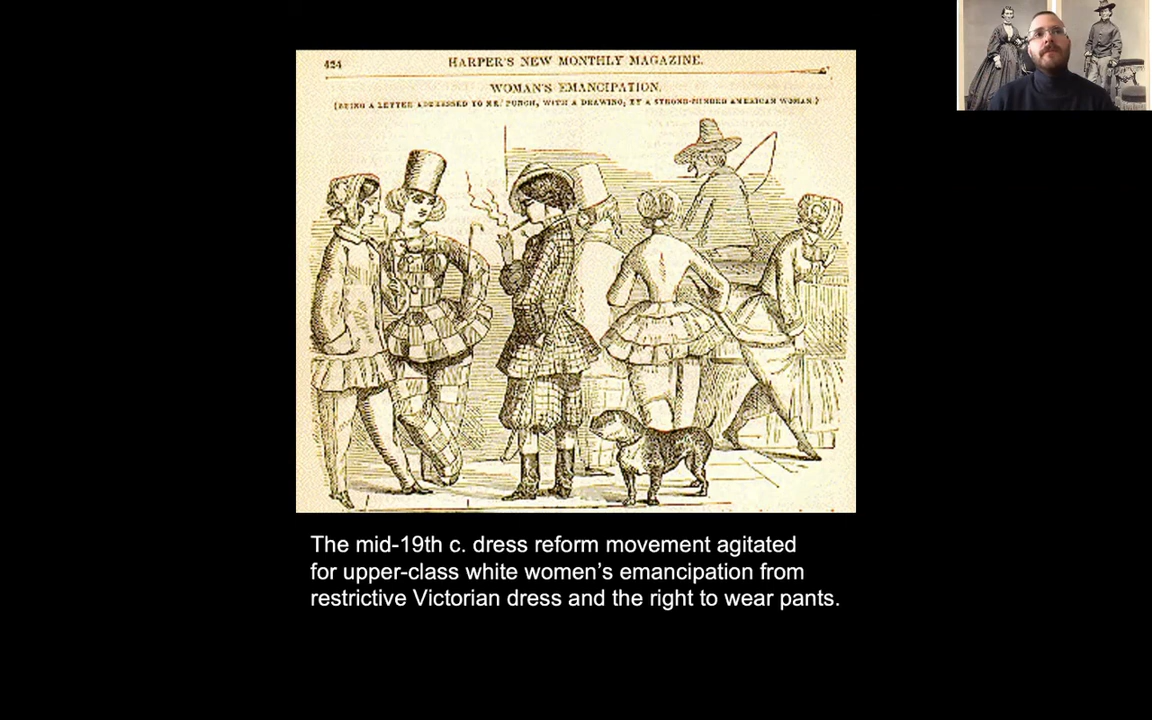 424
HARPER'S NEW MONTHLY MAGAZINE.
WOMAN'S EMANCIPATION.
(BEING A LETTER ADDRESSED TO MR. PUNCH, WITH A DRAWING, BY A STRONG-MINDED AMERICAN WOMAN.)
The mid-19th c. dress reform movement agitated
for upper-class white women’s emancipation from
restrictive Victorian dress and the right to wear pants.